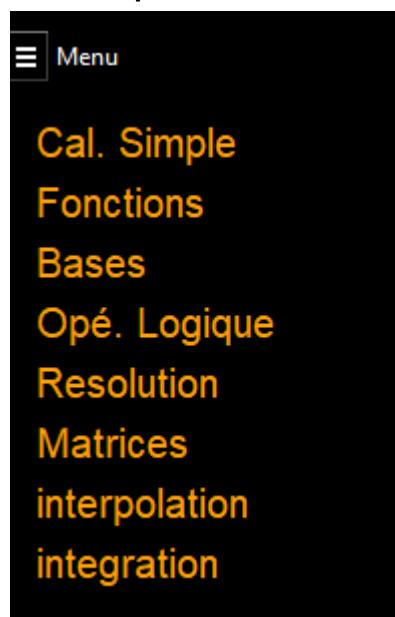 Menu
Cal. Simple
Fonctions
Bases
Opé. Logique
Resolution
Matrices
interpolation
integration